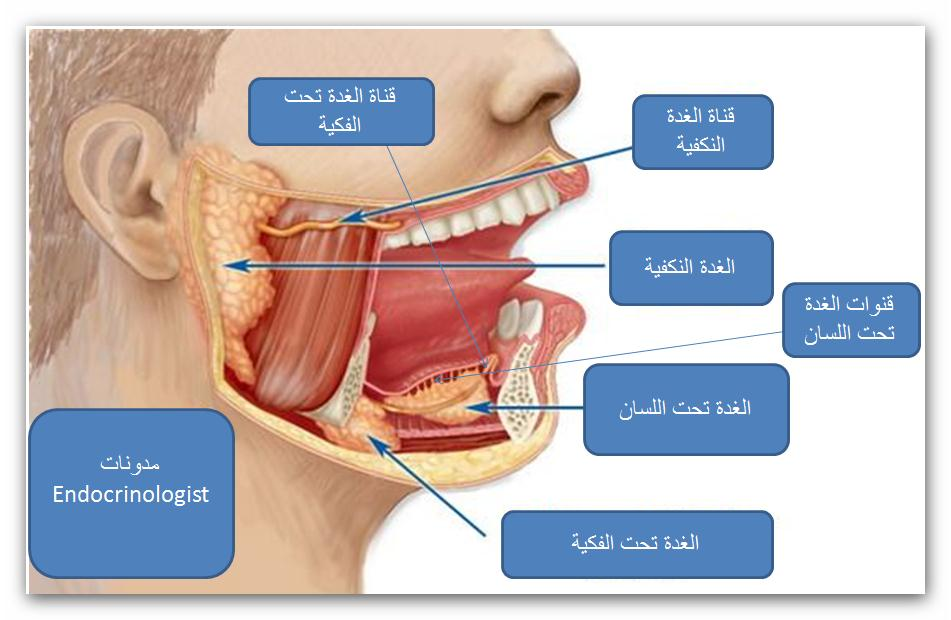 قناة الغدة تحت
الفكية
قناة الغدة
النكفية
الغدة النكفية
قنوات الغدة
تحت اللسان
الغدة تحت اللسان
مدونات
Endocrinologist
الغدة تحت الفكية